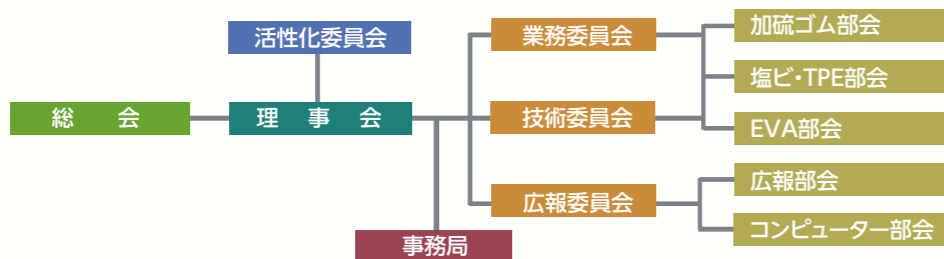 総会
理事会
活性化委員会
事務局
業務委員会
技術委員会
広報委員会
加硫ゴム部会
塩ビ・TPE部会
EVA部会
広報部会
コンピューター部会